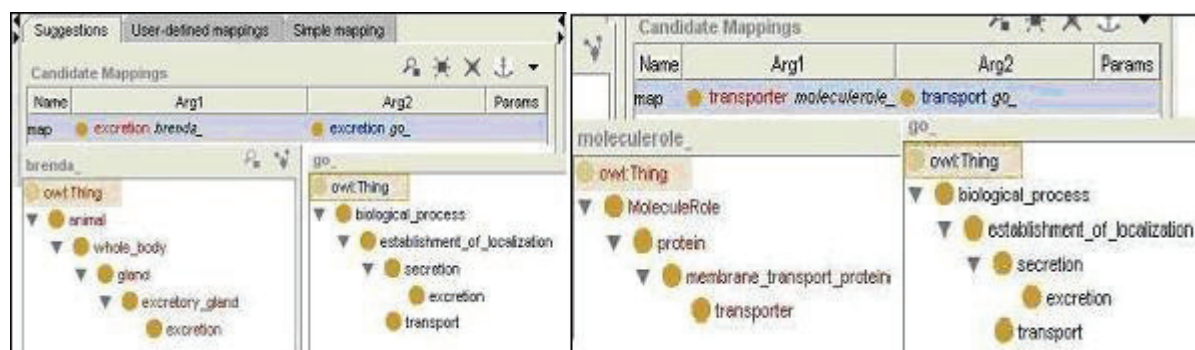 Suggestions User-defined mappings Simple mapping
Candidate Mappings
Name Arg1 Arg2 Params
map excretion brenda_ excretion go_
brenda_
owl:Thing
animal
whole_body
gland
excretory_gland
excretion
go_
owl:Thing
biological_process
establishment_of_localization
secretion
excretion
transport
Candidate Mappings
Name Arg1 Arg2 Params
map transporter moleculerole_ transport go_
moleculerole_
owl:Thing
MoleculeRole
protein
membrane_transport_protein
transporter
go_
owl:Thing
biological_process
establishment_of_localization
secretion
excretion
transport